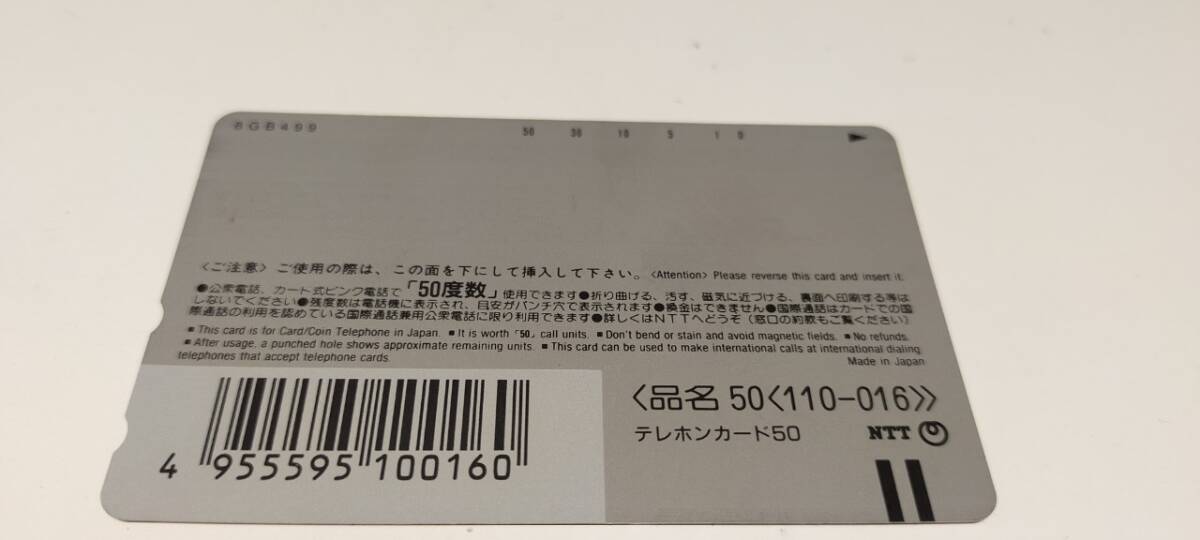 8GB499
50 30 10 5 1 0
〈ご注意〉ご使用の際は、この面を下にして挿入して下さい。〈Attention〉Please reverse this card and insert it.
●公衆電話、カード式ピンク電話で「50度数」使用できます●折り曲げる、汚す、磁気に近づける、裏面へ印刷する等は
しないでください●残度数は電話機に表示され、目安がパンチ穴で表示されます●換金はできません●国際通話はカードでの国
際通話の利用を認めている国際通話兼用公衆電話に限り利用できます●詳しくはNTTへどうぞ(窓口の約款もご覧ください)
■This card is for Card/Coin Telephone in Japan. ■It is worth「50」call units. ■Don't bend or stain and avoid magnetic fields. ■No refunds.
■After usage, a punched hole shows approximate remaining units. ■This card can be used to make international calls at international dialing
telephones that accept telephone cards.
Made in Japan
〈品名 50〈110-016〉〉
テレホンカード50
NTT
4 955595 100160